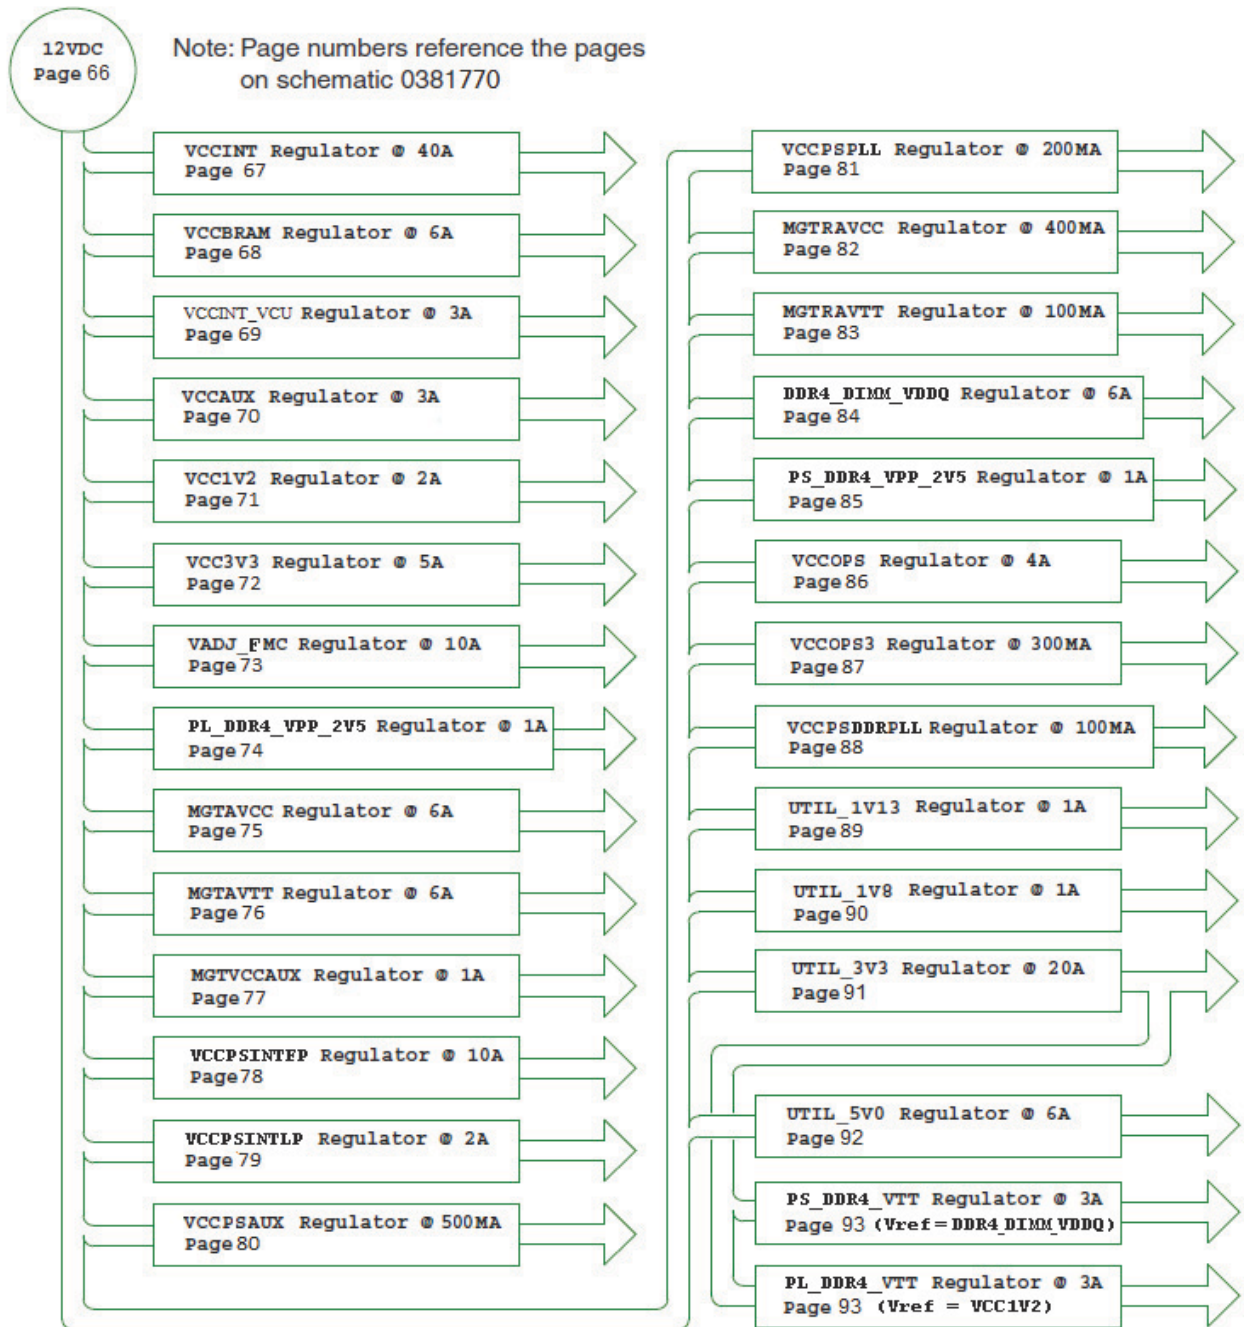 12VDC
Page 66
Note: Page numbers reference the pages
on schematic 0381770
VCCINT Regulator @ 40A
Page 67
VCCBRAM Regulator @ 6A
Page 68
VCCINT_VCU Regulator @ 3A
Page 69
VCCAUX Regulator @ 3A
Page 70
VCC1V2 Regulator @ 2A
Page 71
VCC3V3 Regulator @ 5A
Page 72
VADJ_FMC Regulator @ 10A
Page 73
PL_DDR4_VPP_2V5 Regulator @ 1A
Page 74
MGTAVCC Regulator @ 6A
Page 75
MGTAVTT Regulator @ 6A
Page 76
MGTVCCAUX Regulator @ 1A
Page 77
VCCPSINTFP Regulator @ 10A
Page 78
VCCPSINTLP Regulator @ 2A
Page 79
VCCPSAUX Regulator @ 500MA
Page 80
VCCPSPLL Regulator @ 200MA
Page 81
MGTRAVCC Regulator @ 400MA
Page 82
MGTRAVTT Regulator @ 100MA
Page 83
DDR4_DIMM_VDDQ Regulator @ 6A
Page 84
PS_DDR4_VPP_2V5 Regulator @ 1A
Page 85
VCCOPS Regulator @ 4A
Page 86
VCCOPS3 Regulator @ 300MA
Page 87
VCCPSDDRPLL Regulator @ 100MA
Page 88
UTIL_1V13 Regulator @ 1A
Page 89
UTIL_1V8 Regulator @ 1A
Page 90
UTIL_3V3 Regulator @ 20A
Page 91
UTIL_5V0 Regulator @ 6A
Page 92
PS_DDR4_VTT Regulator @ 3A
Page 93 (Vref=DDR4_DIMM_VDDQ)
PL_DDR4_VTT Regulator @ 3A
Page 93 (Vref = VCC1V2)